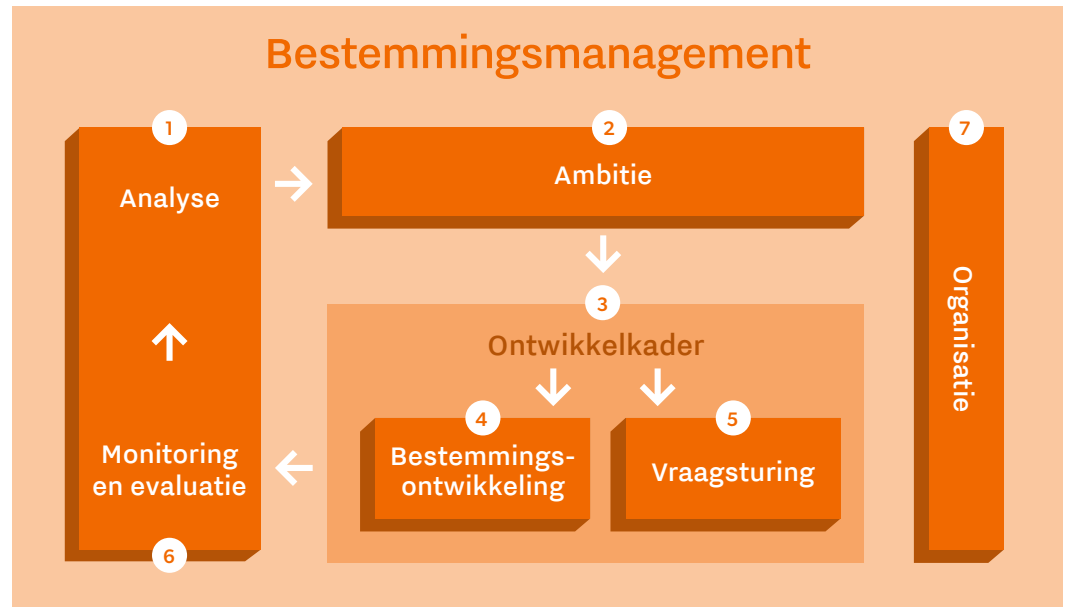 Bestemmingsmanagement
1
Analyse
2
Ambitie
3
Ontwikkelkader
4
Bestemmings-
ontwikkeling
5
Vraagsturing
Monitoring
en evaluatie
6
7
Organisatie